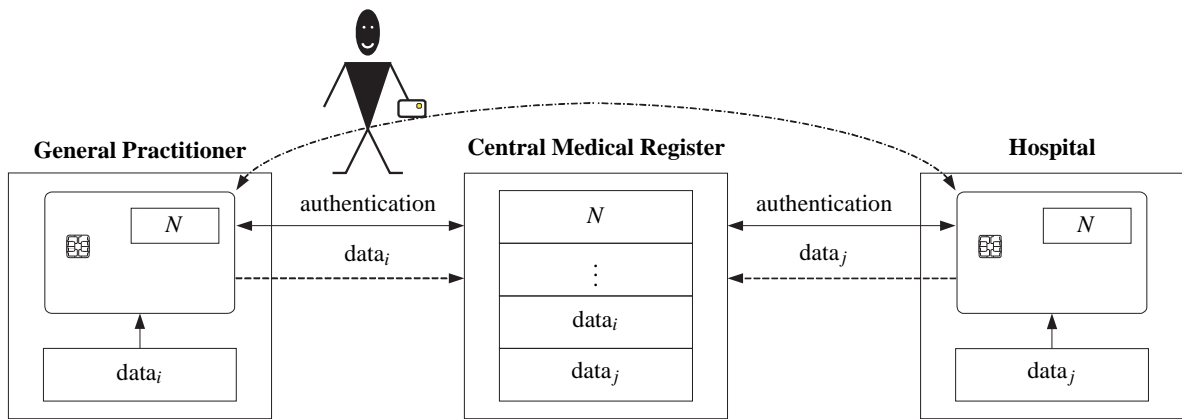 General Practitioner
Central Medical Register
Hospital
N
authentication
N
authentication
N
data_i
⋮
data_j
data_i
data_i
data_j
data_j